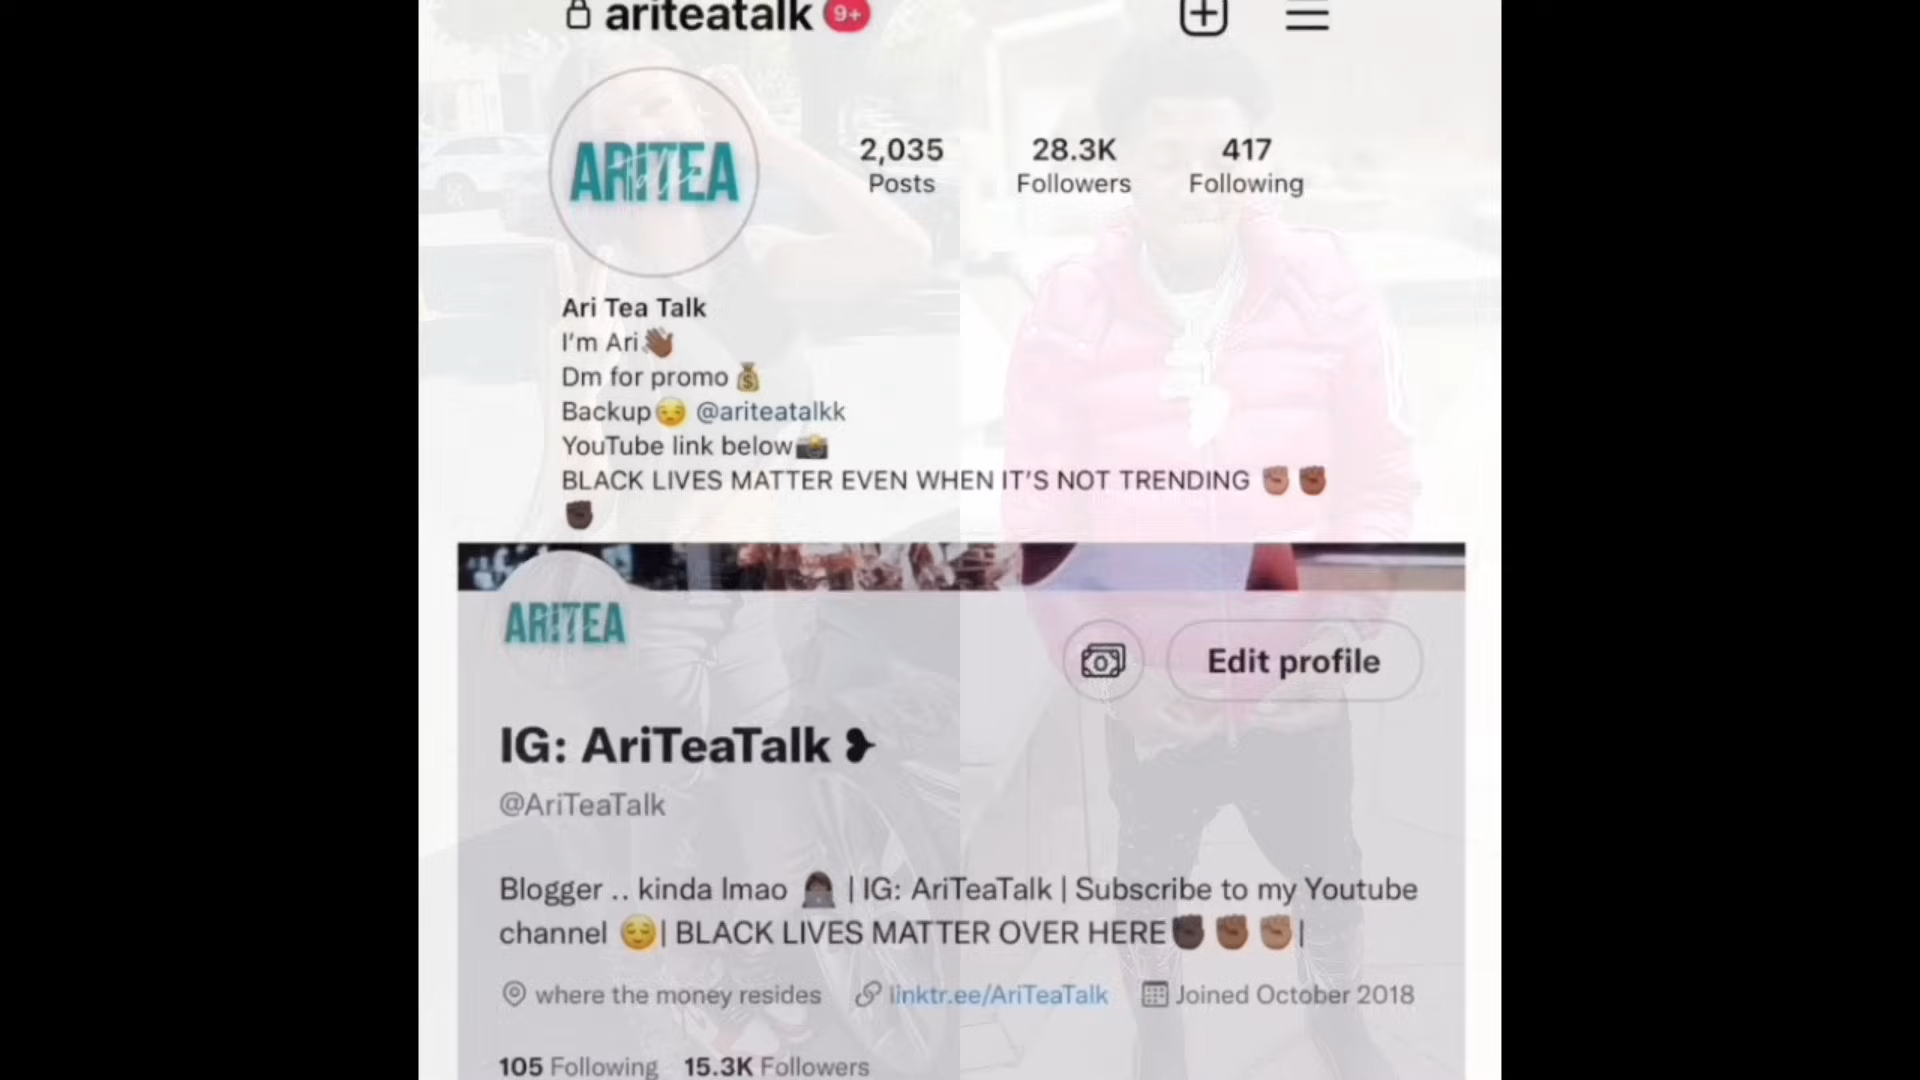 ariteatalk 9+
ARITEA
2,035 28.3K 417
Posts Followers Following
Ari Tea Talk
I'm Ari👋🏾
Dm for promo 💰
Backup😔 @ariteatalkk
YouTube link below📸
BLACK LIVES MATTER EVEN WHEN IT'S NOT TRENDING ✊🏽 ✊🏾
✊🏿
ARITEA
Edit profile
IG: AriTeaTalk ❥
@AriTeaTalk
Blogger .. kinda lmao 👩🏾‍💻 | IG: AriTeaTalk | Subscribe to my Youtube
channel 😌| BLACK LIVES MATTER OVER HERE✊🏿 ✊🏾 ✊🏽|
where the money resides linktr.ee/AriTeaTalk Joined October 2018
105 Following 15.3K Followers